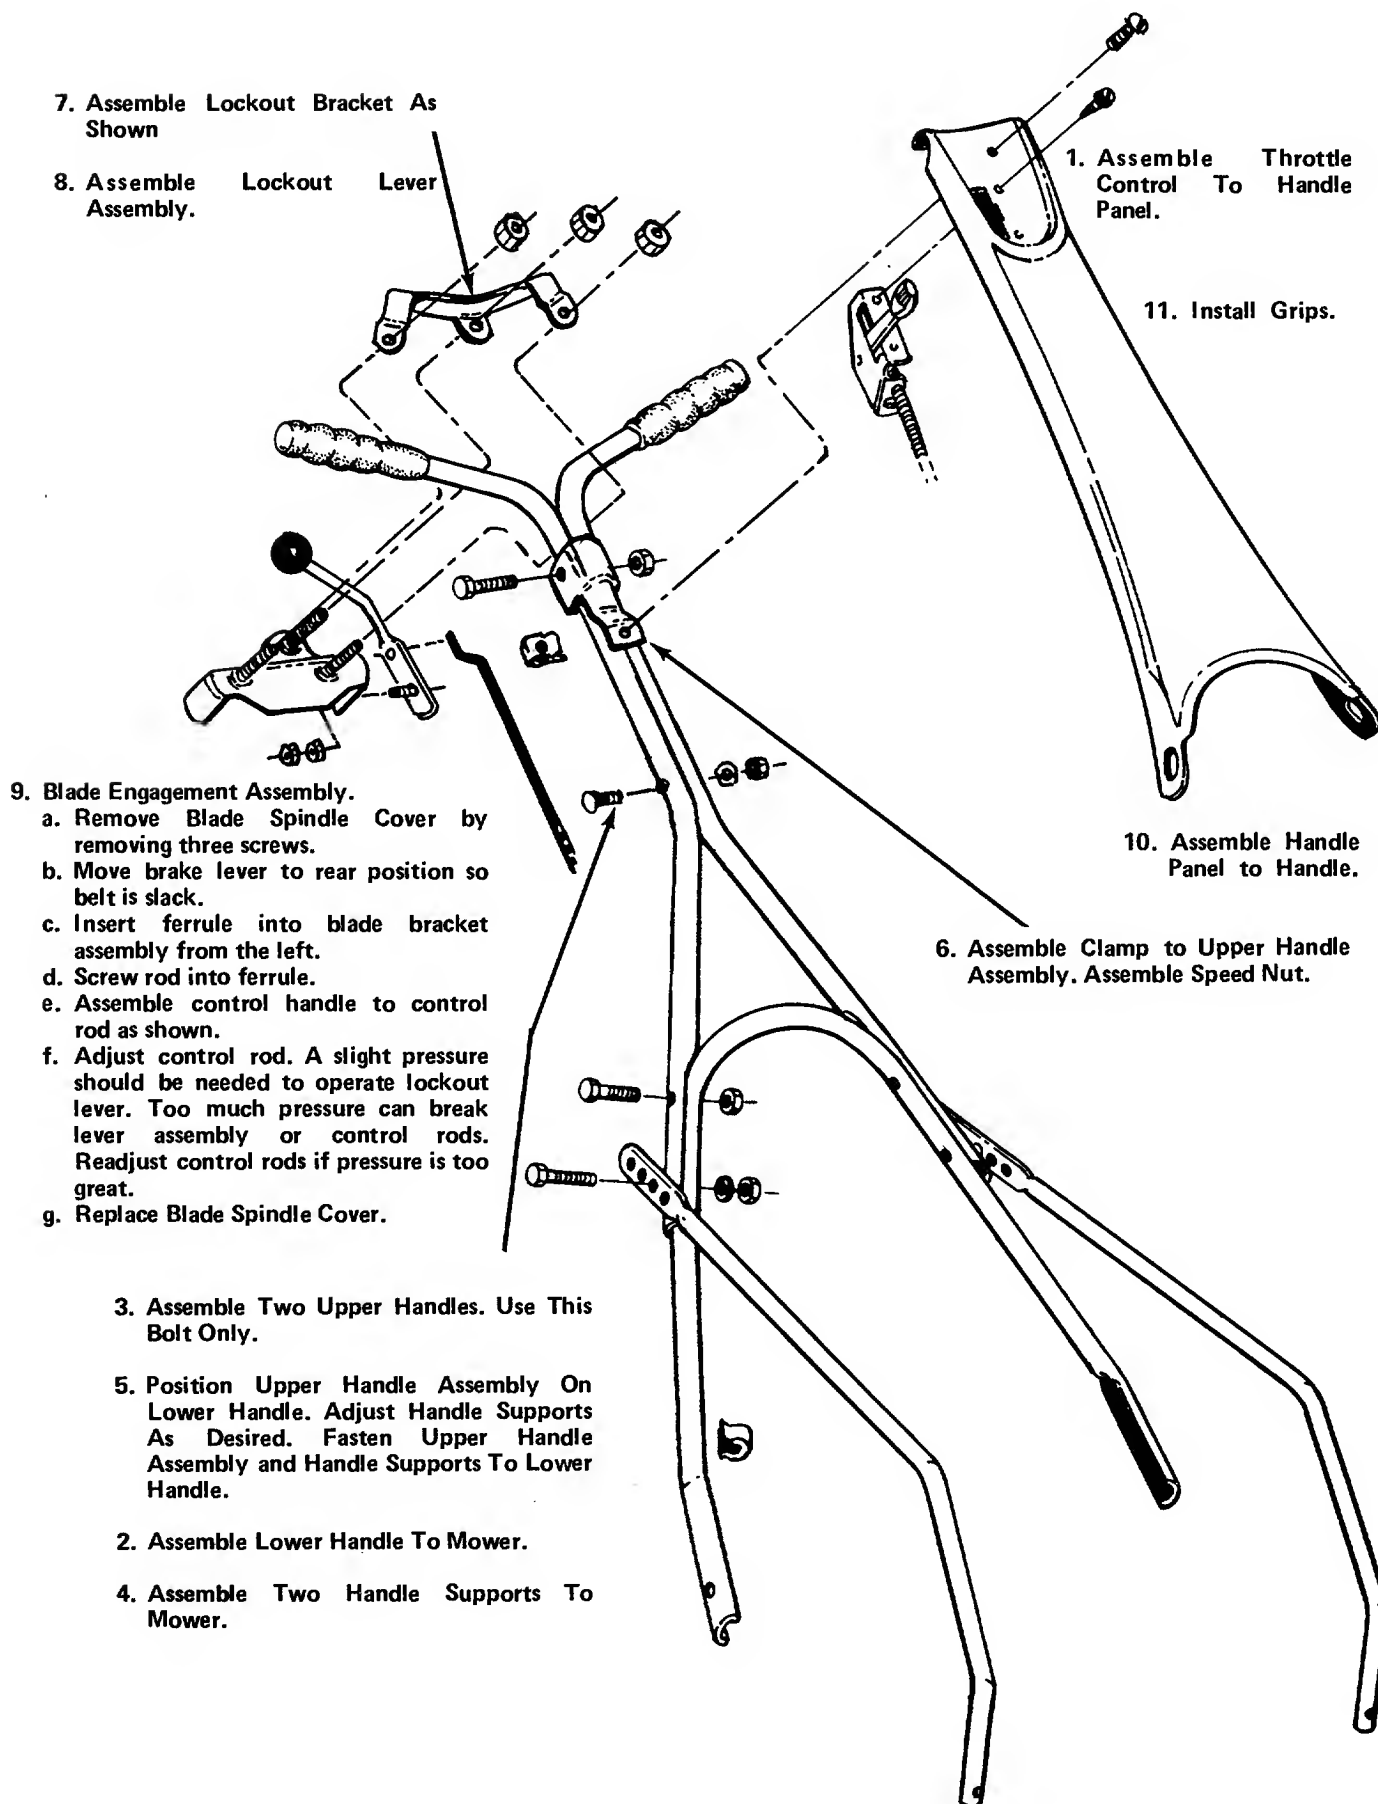 7. Assemble Lockout Bracket As
Shown
8. Assemble Lockout Lever
Assembly.
1. Assemble Throttle
Control To Handle
Panel.
11. Install Grips.
9. Blade Engagement Assembly.
a. Remove Blade Spindle Cover by
removing three screws.
b. Move brake lever to rear position so
belt is slack.
c. Insert ferrule into blade bracket
assembly from the left.
d. Screw rod into ferrule.
e. Assemble control handle to control
rod as shown.
f. Adjust control rod. A slight pressure
should be needed to operate lockout
lever. Too much pressure can break
lever assembly or control rods.
Readjust control rods if pressure is too
great.
g. Replace Blade Spindle Cover.
10. Assemble Handle
Panel to Handle.
6. Assemble Clamp to Upper Handle
Assembly. Assemble Speed Nut.
3. Assemble Two Upper Handles. Use This
Bolt Only.
5. Position Upper Handle Assembly On
Lower Handle. Adjust Handle Supports
As Desired. Fasten Upper Handle
Assembly and Handle Supports To Lower
Handle.
2. Assemble Lower Handle To Mower.
4. Assemble Two Handle Supports To
Mower.